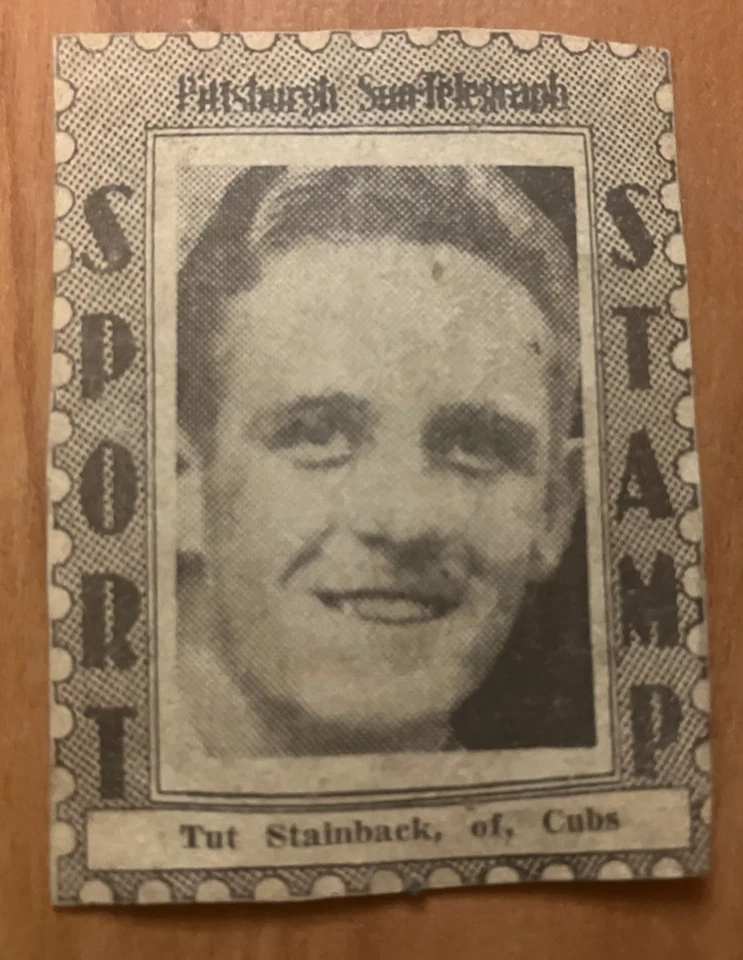 Pittsburgh Sun-Telegraph
SPORT
STAMP
Tut Stainback, of, Cubs